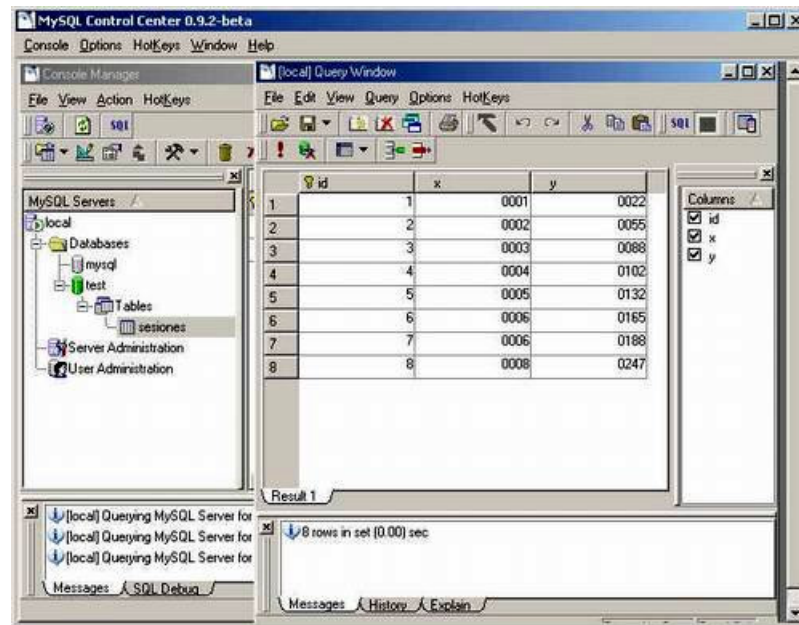 MySQL Control Center 0.9.2-beta
Console Options HotKeys Window Help
Console Manager
File View Action HotKeys
SQL
MySQL Servers
local
Databases
mysql
test
Tables
sesiones
Server Administration
User Administration
[local] Querying MySQL Server for
[local] Querying MySQL Server for
[local] Querying MySQL Server for
Messages SQL Debug
[local] Query Window
File Edit View Query Options HotKeys
SQL
id x y
1 1 0001 0022
2 2 0002 0055
3 3 0003 0088
4 4 0004 0102
5 5 0005 0132
6 6 0006 0165
7 7 0006 0188
8 8 0008 0247
Result 1
Columns
id
x
y
8 rows in set (0.00) sec
Messages History Explain